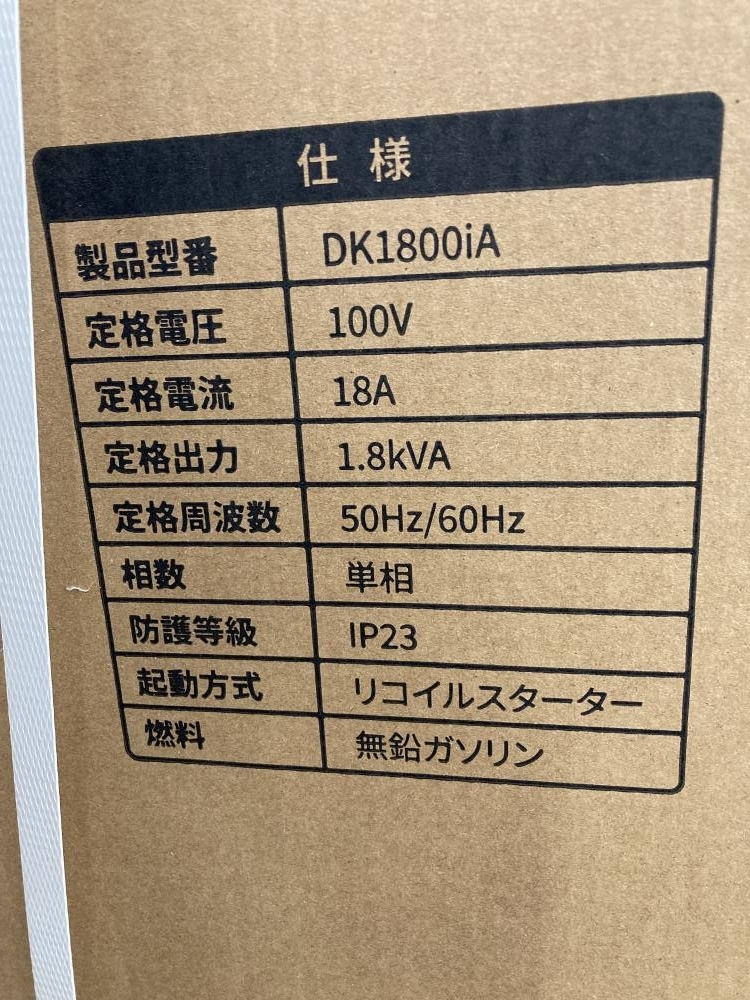 仕様
製品型番 DK1800iA
定格電圧 100V
定格電流 18A
定格出力 1.8kVA
定格周波数 50Hz/60Hz
相数 単相
防護等級 IP23
起動方式 リコイルスターター
燃料 無鉛ガソリン